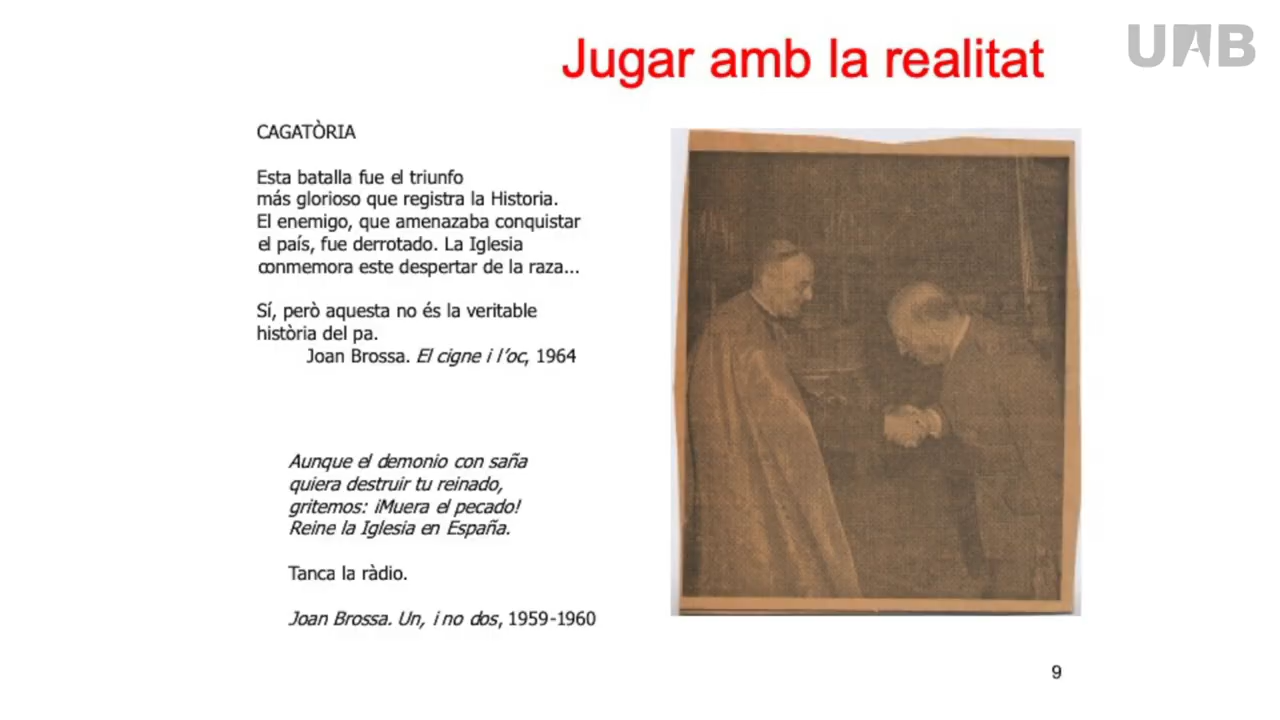 Jugar amb la realitat
UAB
CAGATÒRIA
Esta batalla fue el triunfo
más glorioso que registra la Historia.
El enemigo, que amenazaba conquistar
el país, fue derrotado. La Iglesia
conmemora este despertar de la raza...
Sí, però aquesta no és la veritable
història del pa.
Joan Brossa. El cigne i l'oc, 1964
Aunque el demonio con saña
quiera destruir tu reinado,
gritemos: ¡Muera el pecado!
Reine la Iglesia en España.
Tanca la ràdio.
Joan Brossa. Un, i no dos, 1959-1960
9